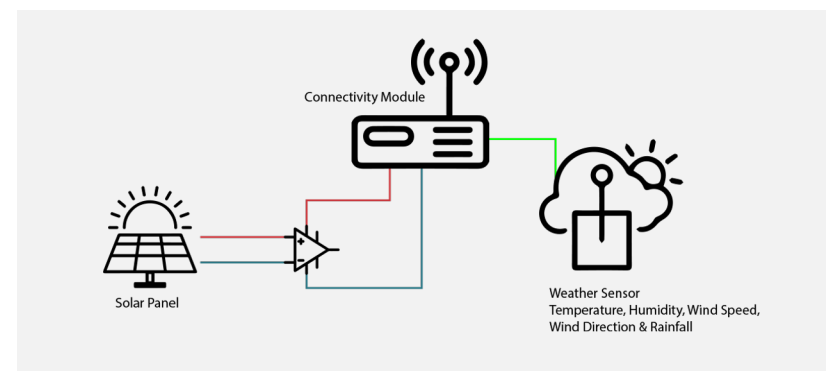 Connectivity Module
Solar Panel
Weather Sensor
Temperature, Humidity, Wind Speed,
Wind Direction & Rainfall